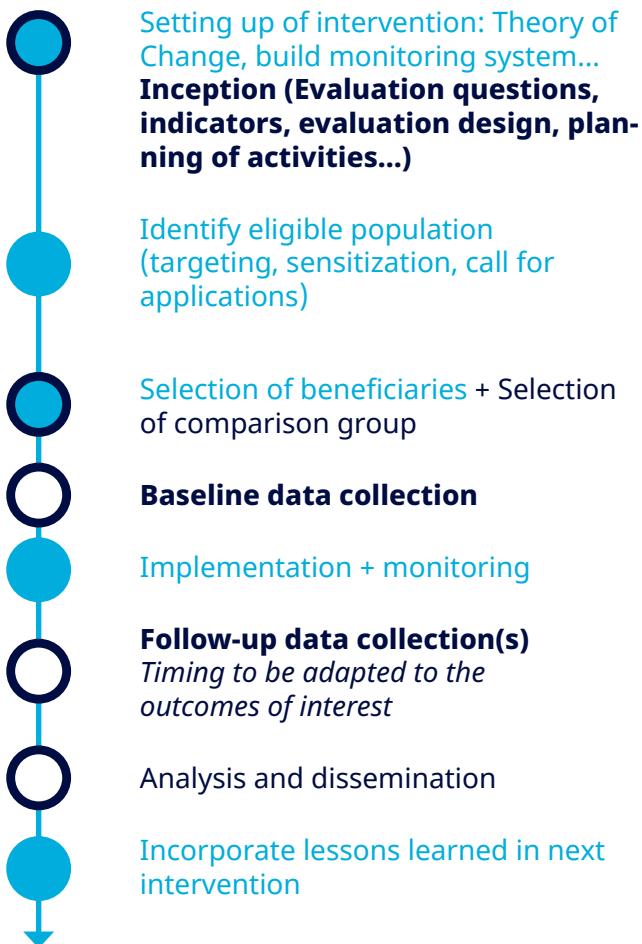 Setting up of intervention: Theory of
Change, build monitoring system...
Inception (Evaluation questions,
indicators, evaluation design, plan-
ning of activities...)
Identify eligible population
(targeting, sensitization, call for
applications)
Selection of beneficiaries + Selection
of comparison group
Baseline data collection
Implementation + monitoring
Follow-up data collection(s)
Timing to be adapted to the
outcomes of interest
Analysis and dissemination
Incorporate lessons learned in next
intervention